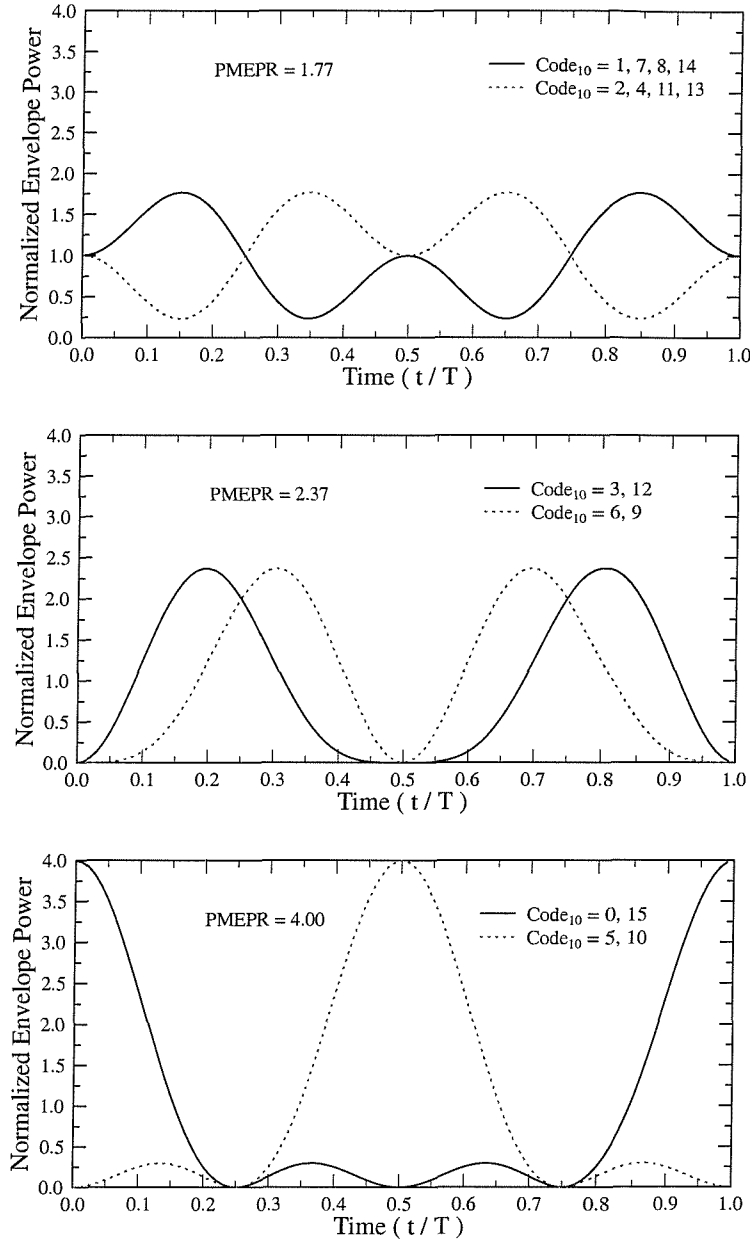 4.0
3.5
3.0
2.5
2.0
1.5
1.0
0.5
0.0
Normalized Envelope Power
PMEPR = 1.77
Code₁₀ = 1, 7, 8, 14
Code₁₀ = 2, 4, 11, 13
0.0 0.1 0.2 0.3 0.4 0.5 0.6 0.7 0.8 0.9 1.0
Time ( t / T )
4.0
3.5
3.0
2.5
2.0
1.5
1.0
0.5
0.0
Normalized Envelope Power
PMEPR = 2.37
Code₁₀ = 3, 12
Code₁₀ = 6, 9
0.0 0.1 0.2 0.3 0.4 0.5 0.6 0.7 0.8 0.9 1.0
Time ( t / T )
4.0
3.5
3.0
2.5
2.0
1.5
1.0
0.5
0.0
Normalized Envelope Power
PMEPR = 4.00
Code₁₀ = 0, 15
Code₁₀ = 5, 10
0.0 0.1 0.2 0.3 0.4 0.5 0.6 0.7 0.8 0.9 1.0
Time ( t / T )